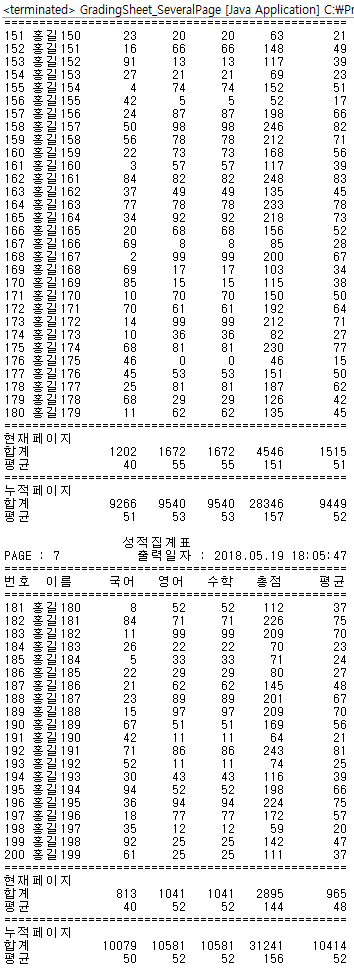 <terminated> GradingSheet_SeveralPage [Java Application] C:₩Pr
================================================
151 홍길150 23 20 20 63 21
152 홍길151 16 66 66 148 49
153 홍길152 91 13 13 117 39
154 홍길153 27 21 21 69 23
155 홍길154 4 74 74 152 51
156 홍길155 42 5 5 52 17
157 홍길156 24 87 87 198 66
158 홍길157 50 98 98 246 82
159 홍길158 56 78 78 212 71
160 홍길159 22 73 73 168 56
161 홍길160 3 57 57 117 39
162 홍길161 84 82 82 248 83
163 홍길162 37 49 49 135 45
164 홍길163 77 78 78 233 78
165 홍길164 34 92 92 218 73
166 홍길165 20 68 68 156 52
167 홍길166 69 8 8 85 28
168 홍길167 2 99 99 200 67
169 홍길168 69 17 17 103 34
170 홍길169 85 15 15 115 38
171 홍길170 10 70 70 150 50
172 홍길171 70 61 61 192 64
173 홍길172 14 99 99 212 71
174 홍길173 10 36 36 82 27
175 홍길174 68 81 81 230 77
176 홍길175 46 0 0 46 15
177 홍길176 45 53 53 151 50
178 홍길177 25 81 81 187 62
179 홍길178 68 29 29 126 42
180 홍길179 11 62 62 135 45
================================================
현재페이지
합계 1202 1672 1672 4546 1515
평균 40 55 55 151 51
================================================
누적페이지
합계 9266 9540 9540 28346 9449
평균 51 53 53 157 52
성적집계표
PAGE : 7 출력일자 : 2018.05.19 18:05:47
================================================
번호 이름 국어 영어 수학 총점 평균
================================================
181 홍길180 8 52 52 112 37
182 홍길181 84 71 71 226 75
183 홍길182 11 99 99 209 70
184 홍길183 26 22 22 70 23
185 홍길184 5 33 33 71 24
186 홍길185 22 29 29 80 27
187 홍길186 21 62 62 145 48
188 홍길187 23 89 89 201 67
189 홍길188 15 97 97 209 70
190 홍길189 67 51 51 169 56
191 홍길190 42 11 11 64 21
192 홍길191 71 86 86 243 81
193 홍길192 52 11 11 74 25
194 홍길193 30 43 43 116 39
195 홍길194 94 52 52 198 66
196 홍길195 36 94 94 224 75
197 홍길196 18 77 77 172 57
198 홍길197 35 12 12 59 20
199 홍길198 92 25 25 142 47
200 홍길199 61 25 25 111 37
================================================
현재페이지
합계 813 1041 1041 2895 965
평균 40 52 52 144 48
================================================
누적페이지
합계 10079 10581 10581 31241 10414
평균 50 52 52 156 52